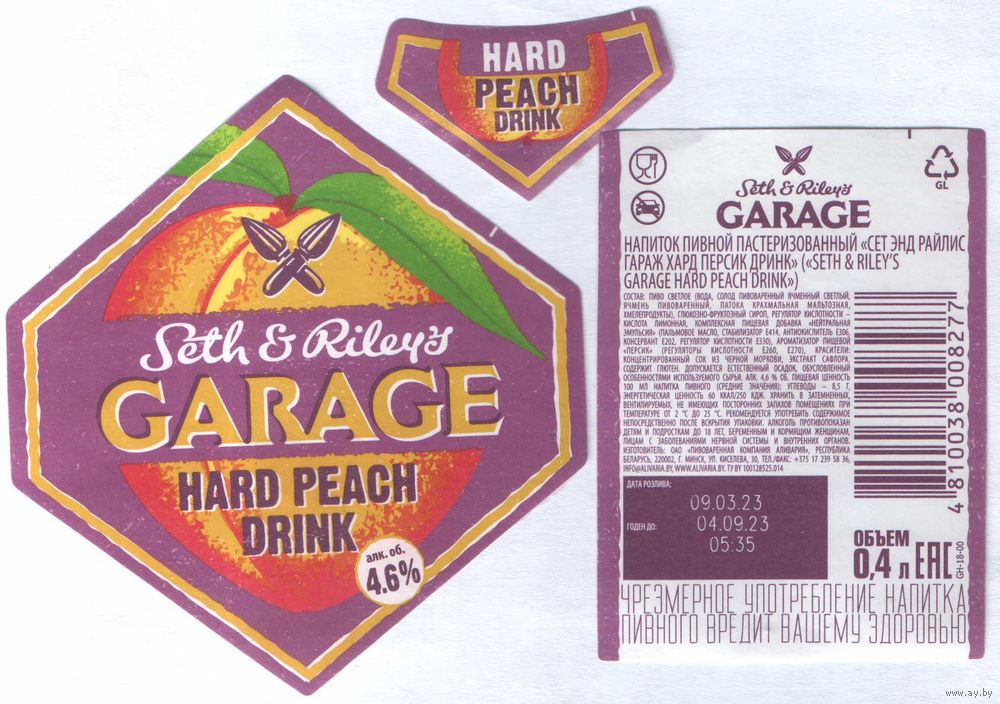 HARD
PEACH
DRINK
Seth & Riley's
GARAGE
HARD PEACH
DRINK
алк. об.
4.6%
GL
Seth & Riley's
GARAGE
НАПИТОК ПИВНОЙ ПАСТЕРИЗОВАННЫЙ «СЕТ ЭНД РАЙЛИС
ГАРАЖ ХАРД ПЕРСИК ДРИНК» («SETH & RILEY'S
GARAGE HARD PEACH DRINK»)
СОСТАВ: ПИВО СВЕТЛОЕ (ВОДА, СОЛОД ПИВОВАРЕННЫЙ ЯЧМЕННЫЙ СВЕТЛЫЙ,
ЯЧМЕНЬ ПИВОВАРЕННЫЙ, ПАТОКА КРАХМАЛЬНАЯ МАЛЬТОЗНАЯ,
ХМЕЛЕПРОДУКТЫ), ГЛЮКОЗНО-ФРУКТОЗНЫЙ СИРОП, РЕГУЛЯТОР КИСЛОТНОСТИ –
КИСЛОТА ЛИМОННАЯ, КОМПЛЕКСНАЯ ПИЩЕВАЯ ДОБАВКА «НЕЙТРАЛЬНАЯ
ЭМУЛЬСИЯ» (ПАЛЬМОВОЕ МАСЛО, СТАБИЛИЗАТОР Е414, АНТИОКИСЛИТЕЛЬ Е306,
КОНСЕРВАНТ Е202, РЕГУЛЯТОР КИСЛОТНОСТИ Е330), АРОМАТИЗАТОР ПИЩЕВОЙ
«ПЕРСИК» (РЕГУЛЯТОРЫ КИСЛОТНОСТИ Е260, Е270), КРАСИТЕЛИ:
КОНЦЕНТРИРОВАННЫЙ СОК ИЗ ЧЕРНОЙ МОРКОВИ, ЭКСТРАКТ САФЛОРА.
СОДЕРЖИТ ГЛЮТЕН. ДОПУСКАЕТСЯ ЕСТЕСТВЕННЫЙ ОСАДОК, ОБУСЛОВЛЕННЫЙ
ОСОБЕННОСТЯМИ ИСПОЛЬЗУЕМОГО СЫРЬЯ. АЛК. 4,6 % ОБ. ПИЩЕВАЯ ЦЕННОСТЬ
100 МЛ НАПИТКА ПИВНОГО (СРЕДНИЕ ЗНАЧЕНИЯ): УГЛЕВОДЫ – 8,5 Г,
ЭНЕРГЕТИЧЕСКАЯ ЦЕННОСТЬ 60 ККАЛ/250 КДЖ. ХРАНИТЬ В ЗАТЕМНЕННЫХ,
ВЕНТИЛИРУЕМЫХ, НЕ ИМЕЮЩИХ ПОСТОРОННИХ ЗАПАХОВ ПОМЕЩЕНИЯХ ПРИ
ТЕМПЕРАТУРЕ ОТ 2 °С ДО 25 °С. РЕКОМЕНДУЕТСЯ УПОТРЕБИТЬ СОДЕРЖИМОЕ
НЕПОСРЕДСТВЕННО ПОСЛЕ ВСКРЫТИЯ УПАКОВКИ. АЛКОГОЛЬ ПРОТИВОПОКАЗАН
ДЕТЯМ И ПОДРОСТКАМ ДО 18 ЛЕТ, БЕРЕМЕННЫМ И КОРМЯЩИМ ЖЕНЩИНАМ,
ЛИЦАМ С ЗАБОЛЕВАНИЯМИ НЕРВНОЙ СИСТЕМЫ И ВНУТРЕННИХ ОРГАНОВ.
ИЗГОТОВИТЕЛЬ: ОАО «ПИВОВАРЕННАЯ КОМПАНИЯ АЛИВАРИЯ», РЕСПУБЛИКА
БЕЛАРУСЬ, 220002, Г. МИНСК, УЛ. КИСЕЛЕВА, 30, ТЕЛ./ФАКС: +375 17 239 58 36,
INFO@ALIVARIA.BY, WWW.ALIVARIA.BY. ТУ BY 100128525.014
4 810038 008277
ДАТА РОЗЛИВА:
09.03.23
ГОДЕН ДО:
04.09.23
05:35
ОБЪЕМ
0,4 л EAC
GH-18-00
ЧРЕЗМЕРНОЕ УПОТРЕБЛЕНИЕ НАПИТКА
ПИВНОГО ВРЕДИТ ВАШЕМУ ЗДОРОВЬЮ
www.ay.by